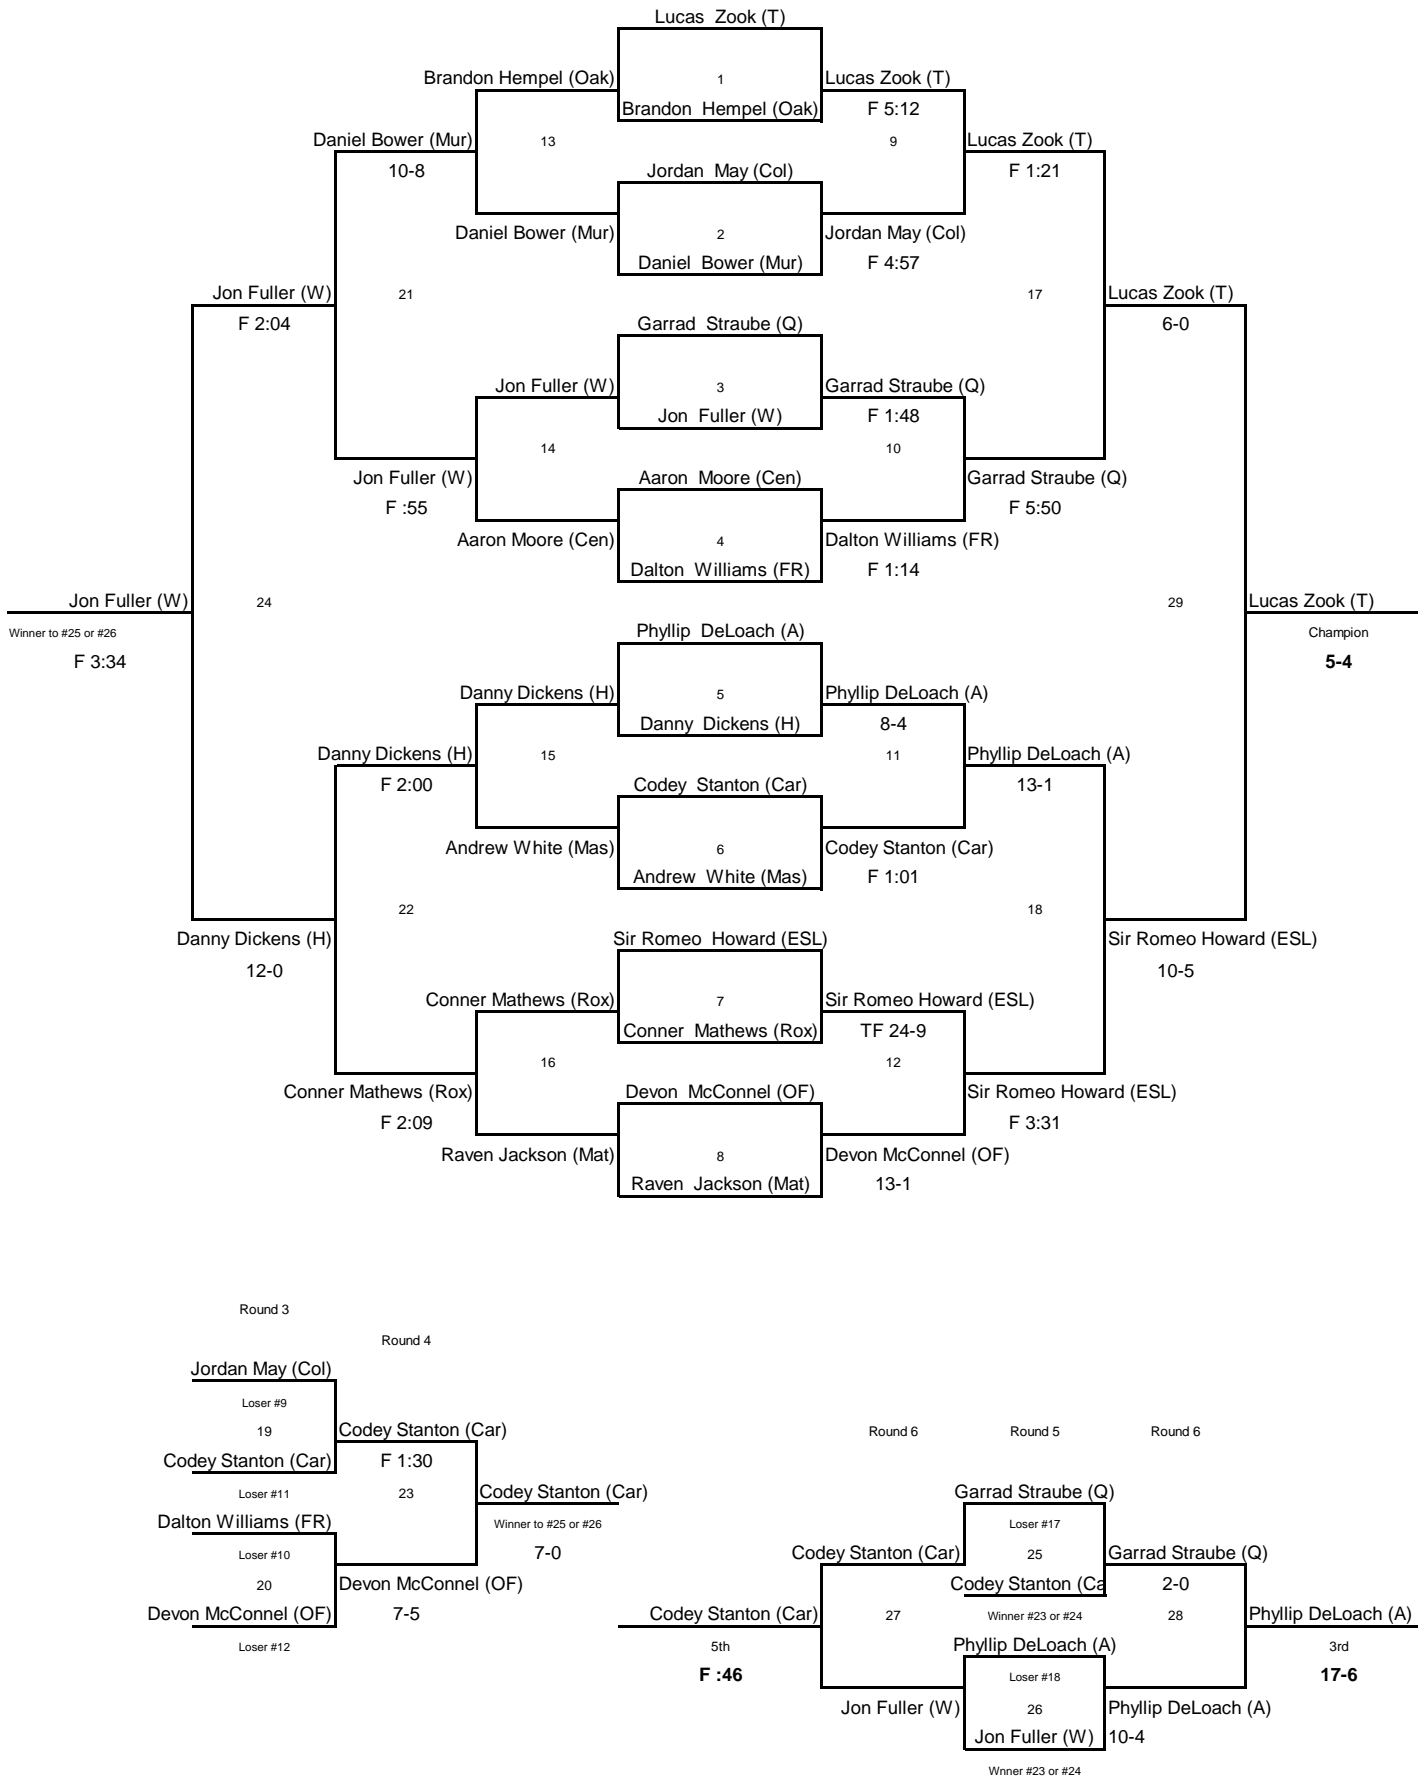 Lucas Zook (T)
Brandon Hempel (Oak) 1 Lucas Zook (T)
Brandon Hempel (Oak) F 5:12
Daniel Bower (Mur) 13 9 Lucas Zook (T)
10-8 Jordan May (Col) F 1:21
Daniel Bower (Mur) 2 Jordan May (Col)
Daniel Bower (Mur) F 4:57
Jon Fuller (W) 21 17 Lucas Zook (T)
F 2:04 Garrad Straube (Q) 6-0
Jon Fuller (W) 3 Garrad Straube (Q)
Jon Fuller (W) F 1:48
14 10
Jon Fuller (W) Aaron Moore (Cen) Garrad Straube (Q)
F :55 F 5:50
Aaron Moore (Cen) 4 Dalton Williams (FR)
Dalton Williams (FR) F 1:14
Jon Fuller (W) 24 29 Lucas Zook (T)
Winner to #25 or #26 Phyllip DeLoach (A) Champion
F 3:34 5-4
Danny Dickens (H) 5 Phyllip DeLoach (A)
Danny Dickens (H) 8-4
Danny Dickens (H) 15 11 Phyllip DeLoach (A)
F 2:00 Codey Stanton (Car) 13-1
Andrew White (Mas) 6 Codey Stanton (Car)
Andrew White (Mas) F 1:01
22 18
Danny Dickens (H) Sir Romeo Howard (ESL) Sir Romeo Howard (ESL)
12-0 10-5
Conner Mathews (Rox) 7 Sir Romeo Howard (ESL)
Conner Mathews (Rox) TF 24-9
16 12
Conner Mathews (Rox) Devon McConnel (OF) Sir Romeo Howard (ESL)
F 2:09 F 3:31
Raven Jackson (Mat) 8 Devon McConnel (OF)
Raven Jackson (Mat) 13-1
Round 3
Round 4
Jordan May (Col)
Loser #9
19 Codey Stanton (Car) Round 6 Round 5 Round 6
Codey Stanton (Car) F 1:30
Loser #11 23 Codey Stanton (Car) Garrad Straube (Q)
Dalton Williams (FR) Winner to #25 or #26 Loser #17
Loser #10 7-0 Codey Stanton (Car) 25 Garrad Straube (Q)
20 Devon McConnel (OF) Codey Stanton (Ca 2-0
Devon McConnel (OF) 7-5 Codey Stanton (Car) 27 Winner #23 or #24 28 Phyllip DeLoach (A)
Loser #12 5th Phyllip DeLoach (A) 3rd
F :46 Loser #18 17-6
Jon Fuller (W) 26 Phyllip DeLoach (A)
Jon Fuller (W) 10-4
Wnner #23 or #24